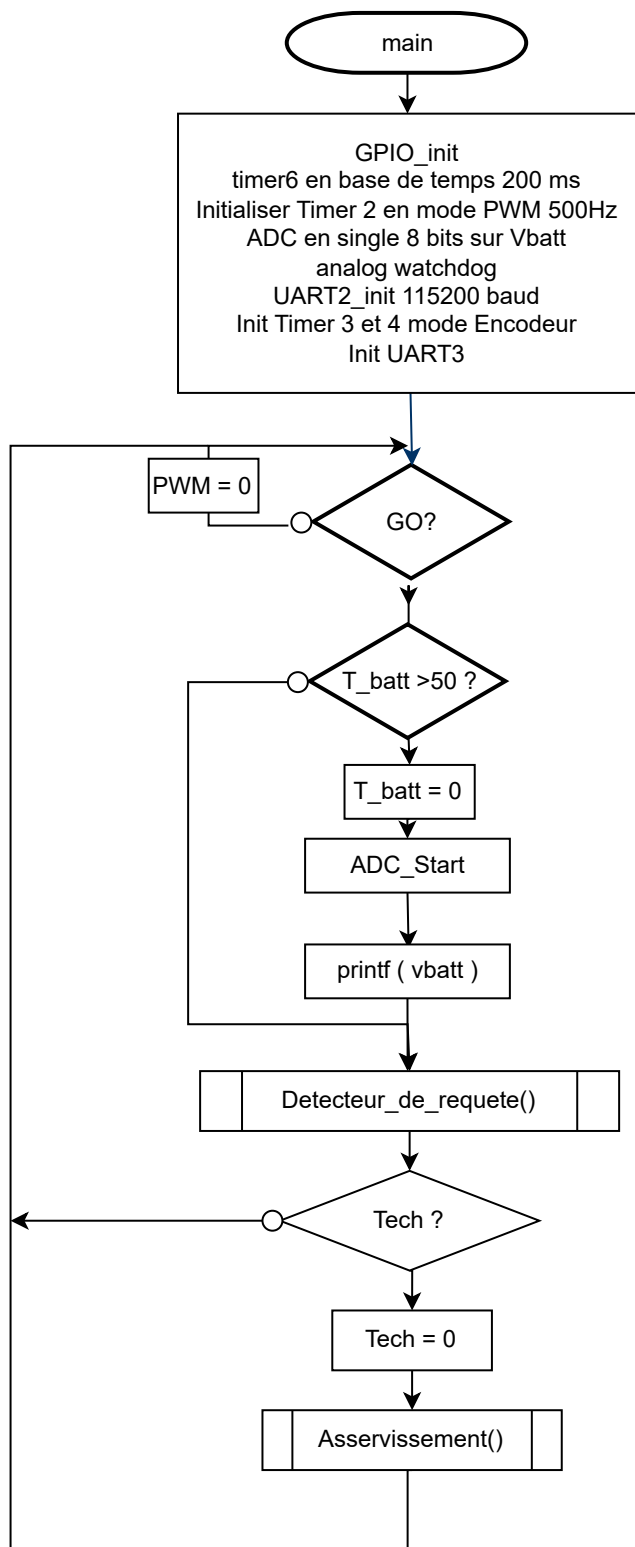 main
GPIO_init
timer6 en base de temps 200 ms
Initialiser Timer 2 en mode PWM 500Hz
ADC en single 8 bits sur Vbatt
analog watchdog
UART2_init 115200 baud
Init Timer 3 et 4 mode Encodeur
Init UART3
PWM = 0
GO?
T_batt >50 ?
T_batt = 0
ADC_Start
printf ( vbatt )
Detecteur_de_requete()
Tech ?
Tech = 0
Asservissement()